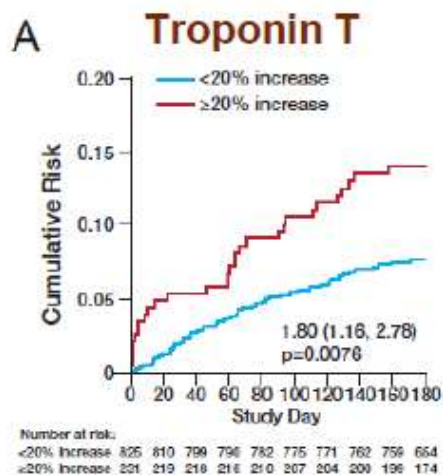 A Troponin T
<20% increase
≥20% increase
0.20
0.15
0.10
0.05
0
Cumulative Risk
1.80 (1.16, 2.78)
p=0.0076
0 20 40 60 80 100 120 140 160 180
Study Day
Number at risk:
<20% Increase 825 810 799 796 782 775 771 762 759 654
≥20% Increase 231 219 218 216 210 207 204 200 199 174